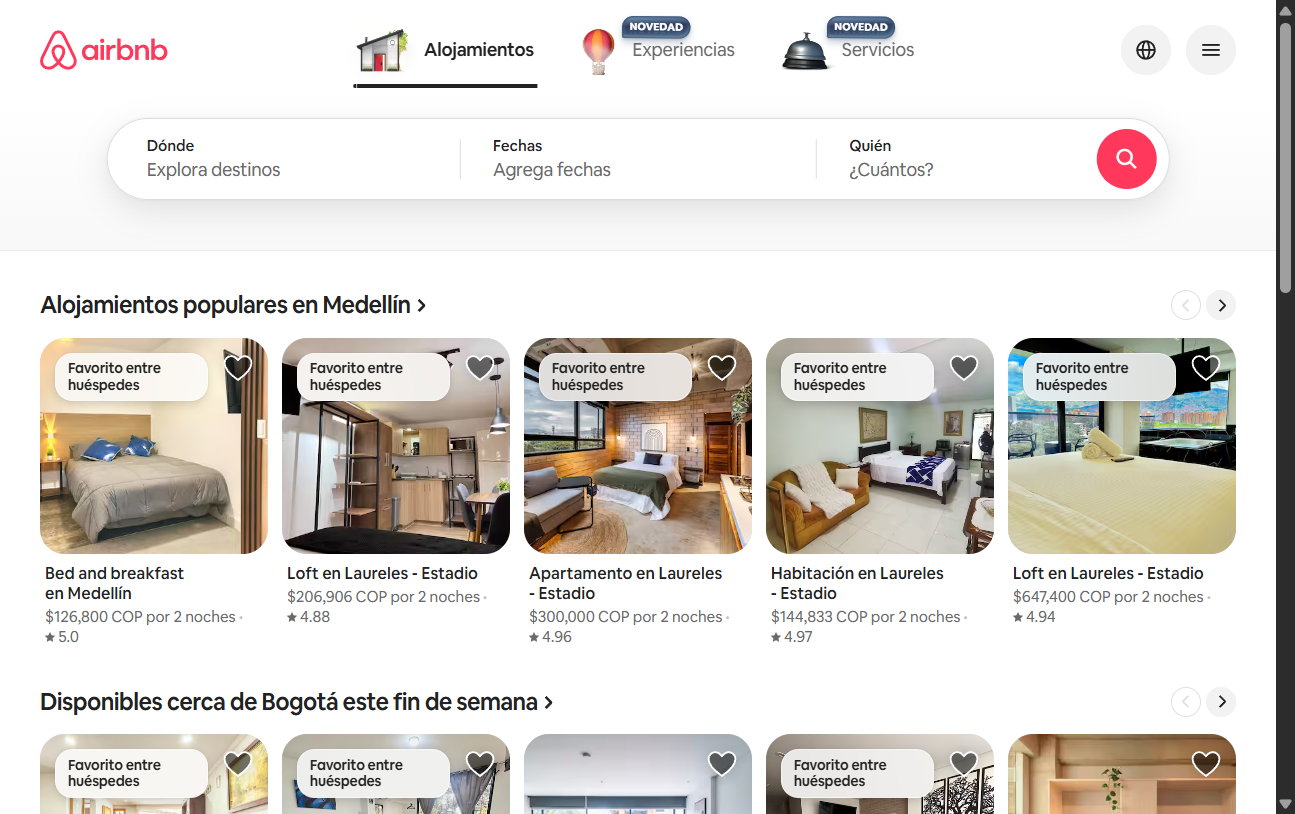 airbnb
Alojamientos
NOVEDAD
Experiencias
NOVEDAD
Servicios
Dónde
Explora destinos
Fechas
Agrega fechas
Quién
¿Cuántos?
Alojamientos populares en Medellín
Favorito entre
huéspedes
Bed and breakfast
en Medellín
$126,800 COP por 2 noches ·
★ 5.0
Favorito entre
huéspedes
Loft en Laureles - Estadio
$206,906 COP por 2 noches ·
★ 4.88
Favorito entre
huéspedes
Apartamento en Laureles
- Estadio
$300,000 COP por 2 noches ·
★ 4.96
Favorito entre
huéspedes
Habitación en Laureles
- Estadio
$144,833 COP por 2 noches ·
★ 4.97
Favorito entre
huéspedes
Loft en Laureles - Estadio
$647,400 COP por 2 noches ·
★ 4.94
Disponibles cerca de Bogotá este fin de semana
Favorito entre
huéspedes
Favorito entre
huéspedes
Favorito entre
huéspedes